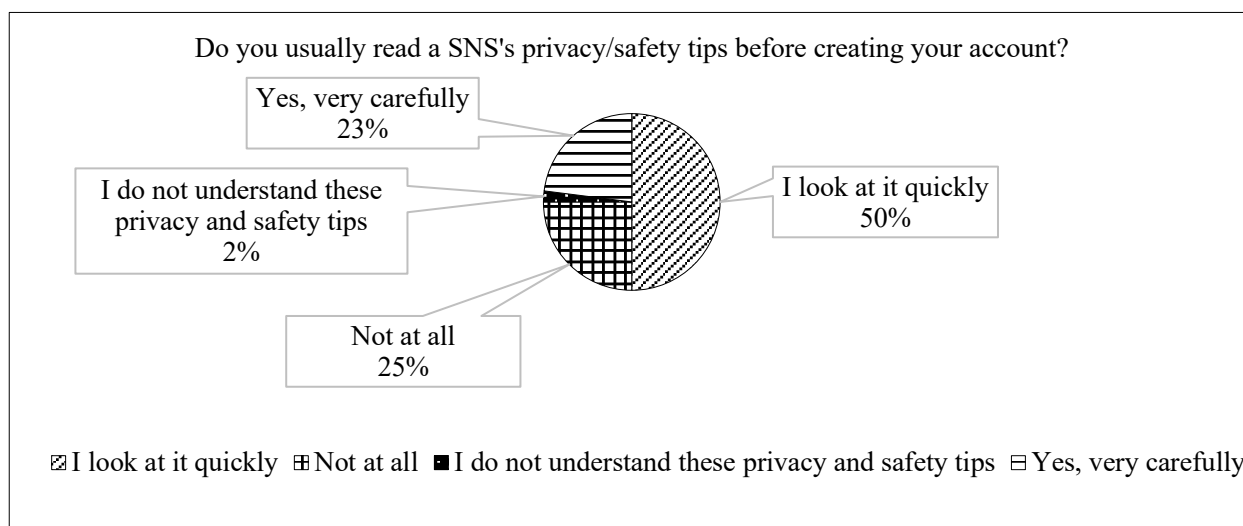 Do you usually read a SNS's privacy/safety tips before creating your account?
Yes, very carefully
23%
I do not understand these
privacy and safety tips
2%
I look at it quickly
50%
Not at all
25%
I look at it quickly Not at all I do not understand these privacy and safety tips Yes, very carefully